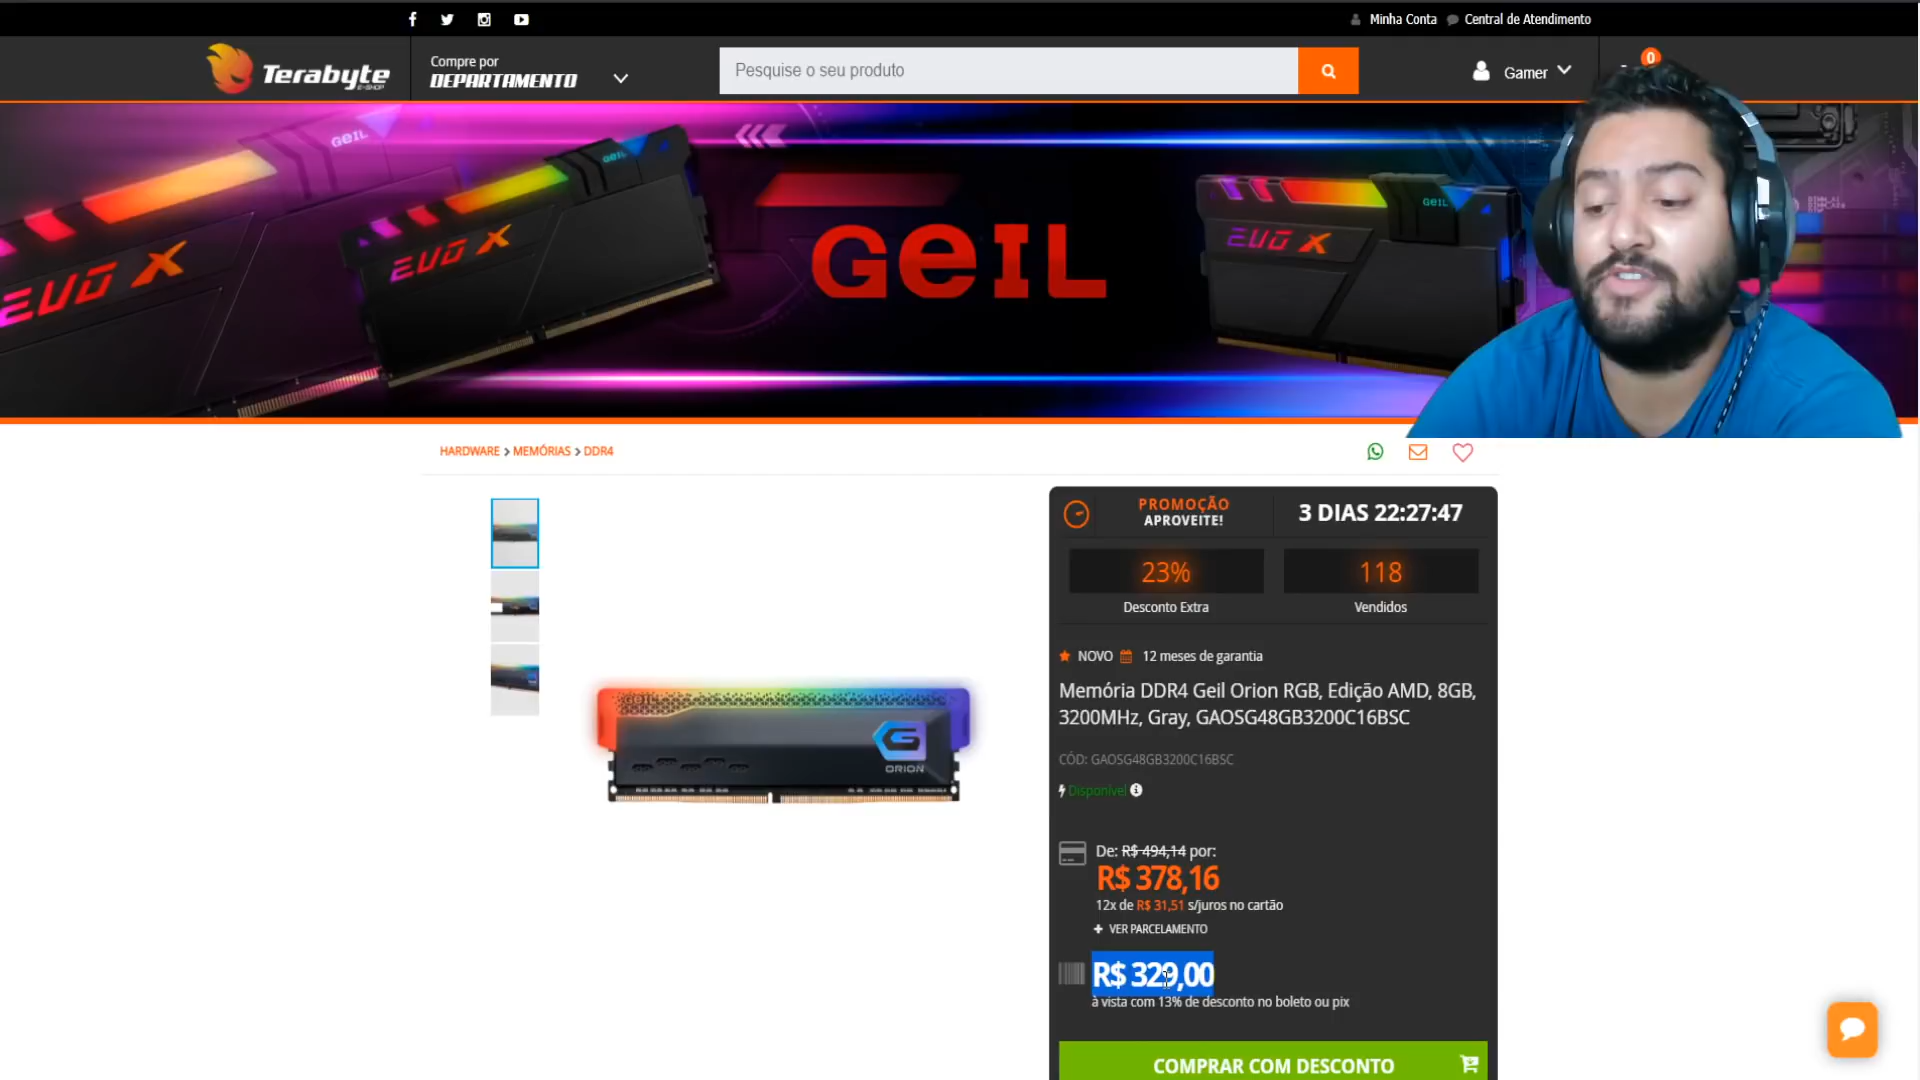 Minha Conta
Central de Atendimento
Terabyte
E-SHOP
Compre por
DEPARTAMENTO
Pesquise o seu produto
Gamer
0
GeIL
EVO X
GeIL
EVO X
GeIL
GeIL
EVO X
HARDWARE > MEMÓRIAS > DDR4
PROMOÇÃO
APROVEITE!
3 DIAS 22:27:47
23%
Desconto Extra
118
Vendidos
NOVO
12 meses de garantia
Memória DDR4 Geil Orion RGB, Edição AMD, 8GB,
3200MHz, Gray, GAOSG48GB3200C16BSC
CÓD: GAOSG48GB3200C16BSC
Disponível
De: R$ 494,14 por:
R$ 378,16
12x de R$ 31,51 s/juros no cartão
+ VER PARCELAMENTO
R$ 329,00
à vista com 13% de desconto no boleto ou pix
COMPRAR COM DESCONTO
ORION